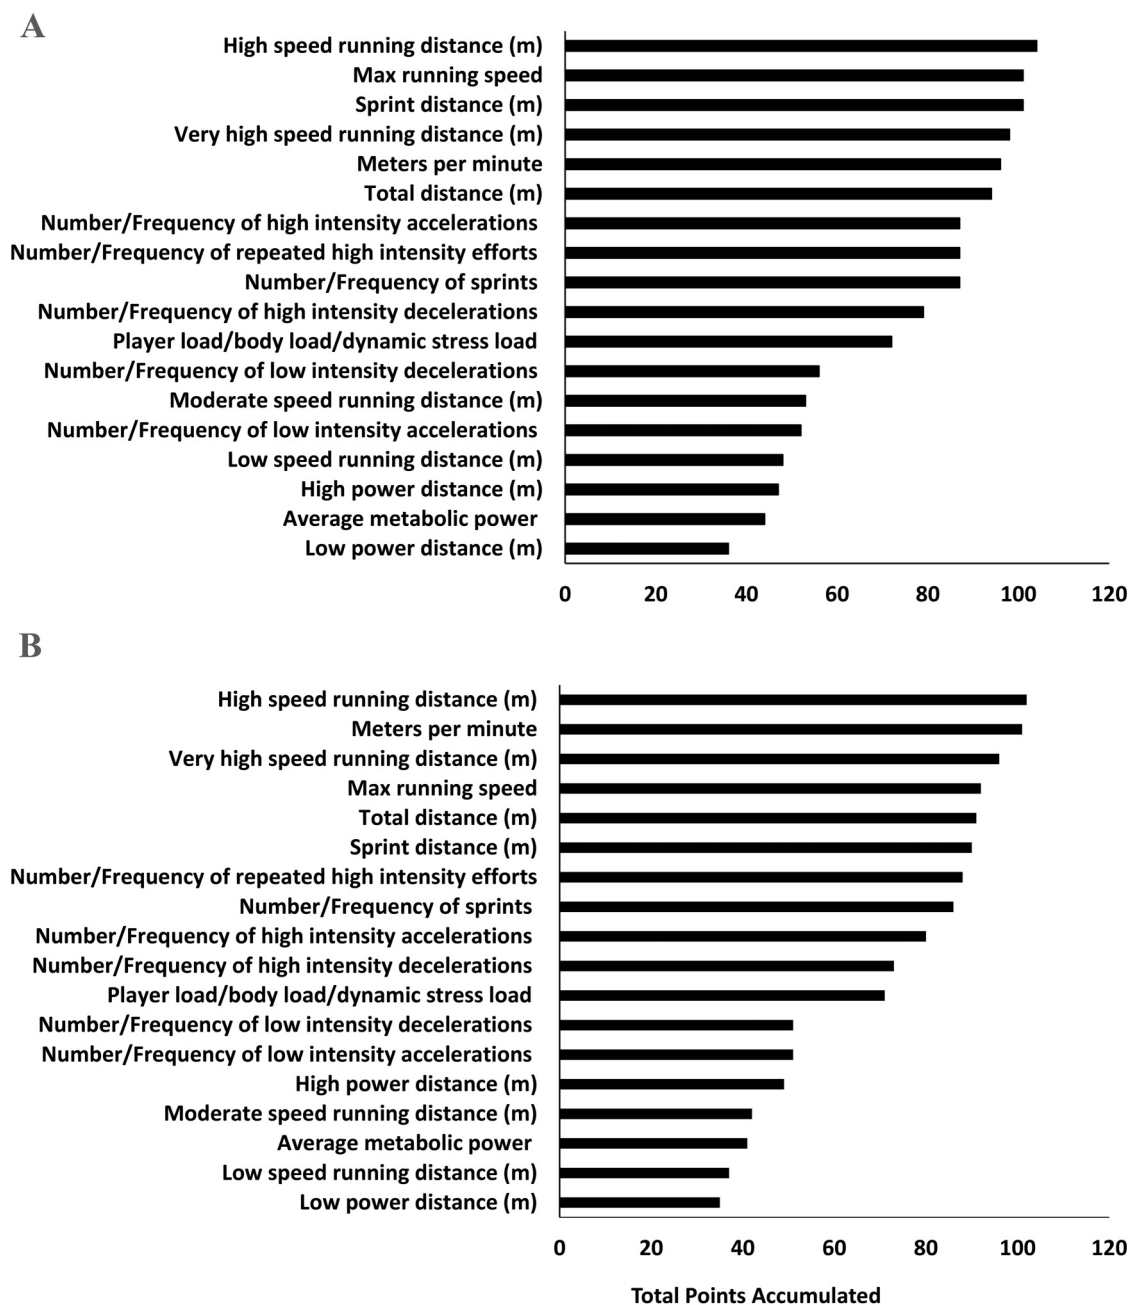 A
High speed running distance (m)
Max running speed
Sprint distance (m)
Very high speed running distance (m)
Meters per minute
Total distance (m)
Number/Frequency of high intensity accelerations
Number/Frequency of repeated high intensity efforts
Number/Frequency of sprints
Number/Frequency of high intensity decelerations
Player load/body load/dynamic stress load
Number/Frequency of low intensity decelerations
Moderate speed running distance (m)
Number/Frequency of low intensity accelerations
Low speed running distance (m)
High power distance (m)
Average metabolic power
Low power distance (m)
0 20 40 60 80 100 120
B
High speed running distance (m)
Meters per minute
Very high speed running distance (m)
Max running speed
Total distance (m)
Sprint distance (m)
Number/Frequency of repeated high intensity efforts
Number/Frequency of sprints
Number/Frequency of high intensity accelerations
Number/Frequency of high intensity decelerations
Player load/body load/dynamic stress load
Number/Frequency of low intensity decelerations
Number/Frequency of low intensity accelerations
High power distance (m)
Moderate speed running distance (m)
Average metabolic power
Low speed running distance (m)
Low power distance (m)
0 20 40 60 80 100 120
Total Points Accumulated